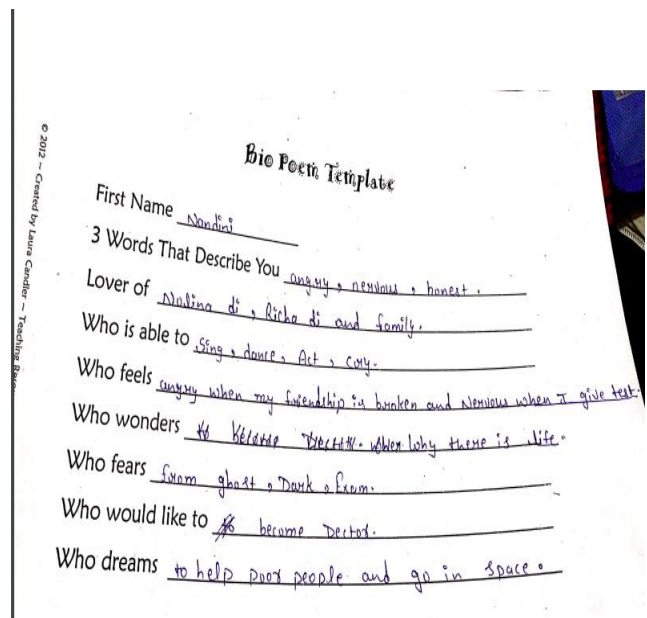 Bio Poem Template
First Name Nandini
3 Words That Describe You angry, nervous, honest.
Lover of Nalina di, Richa di and family.
Who is able to Sing, dance, Act, cry.
Who feels angry when my friendship is broken and Nervous when I give test.
Who wonders why there is life.
Who fears from ghost, Dark, Exam.
Who would like to become Doctor.
Who dreams to help poor people and go in space.
© 2012 ~ Created by Laura Candler ~ Teaching